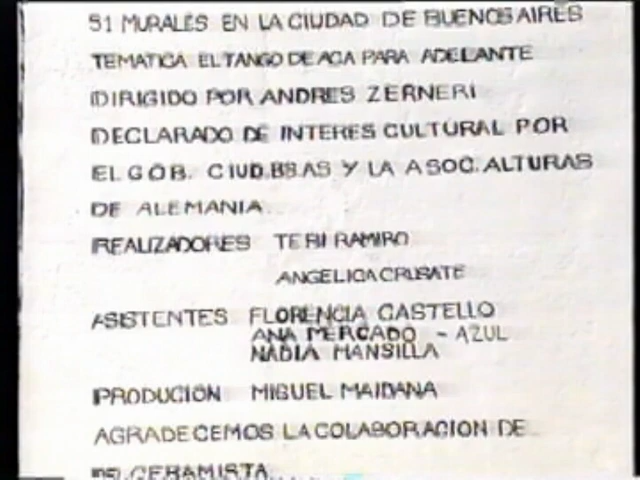 51 MURALES EN LA CIUDAD DE BUENOS AIRES
TEMATICA EL TANGO DE ACA PARA ADELANTE
DIRIGIDO POR ANDRES ZERNERI
DECLARADO DE INTERES CULTURAL POR
EL GOB. CIUD.BS AS Y LA ASOC. ALTURAS
DE ALEMANIA
REALIZADORES TERI RAMIRO
ANGELICA CRUSATE
ASISTENTES FLORENCIA CASTELLO
ANA MERCADO - AZUL
NADIA MANSILLA
PRODUCION MIGUEL MAIDANA
AGRADECEMOS LA COLABORACION DE
CERAMISTA